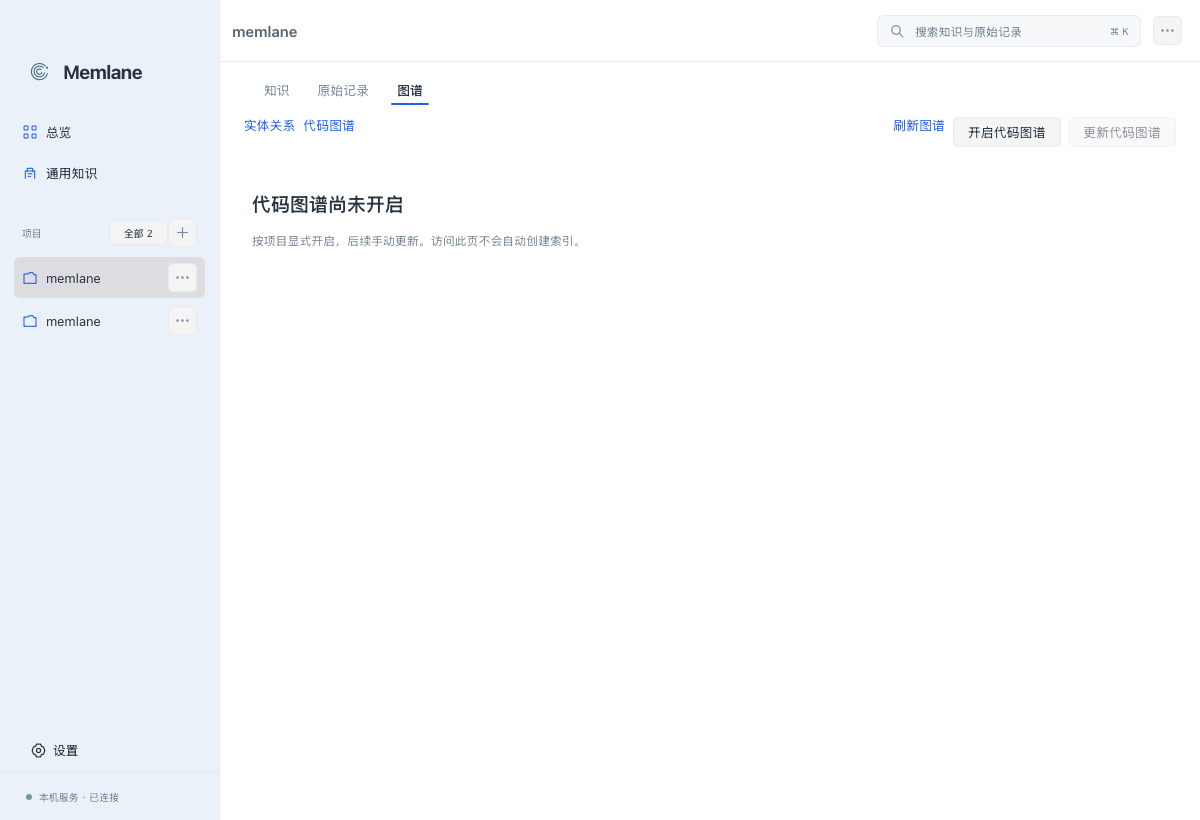 memlane
搜索知识与原始记录 ⌘ K
Memlane
总览
通用知识
项目 全部 2
memlane
memlane
设置
本机服务 · 已连接
知识 原始记录 图谱
实体关系 代码图谱 刷新图谱 开启代码图谱 更新代码图谱
代码图谱尚未开启
按项目显式开启，后续手动更新。访问此页不会自动创建索引。